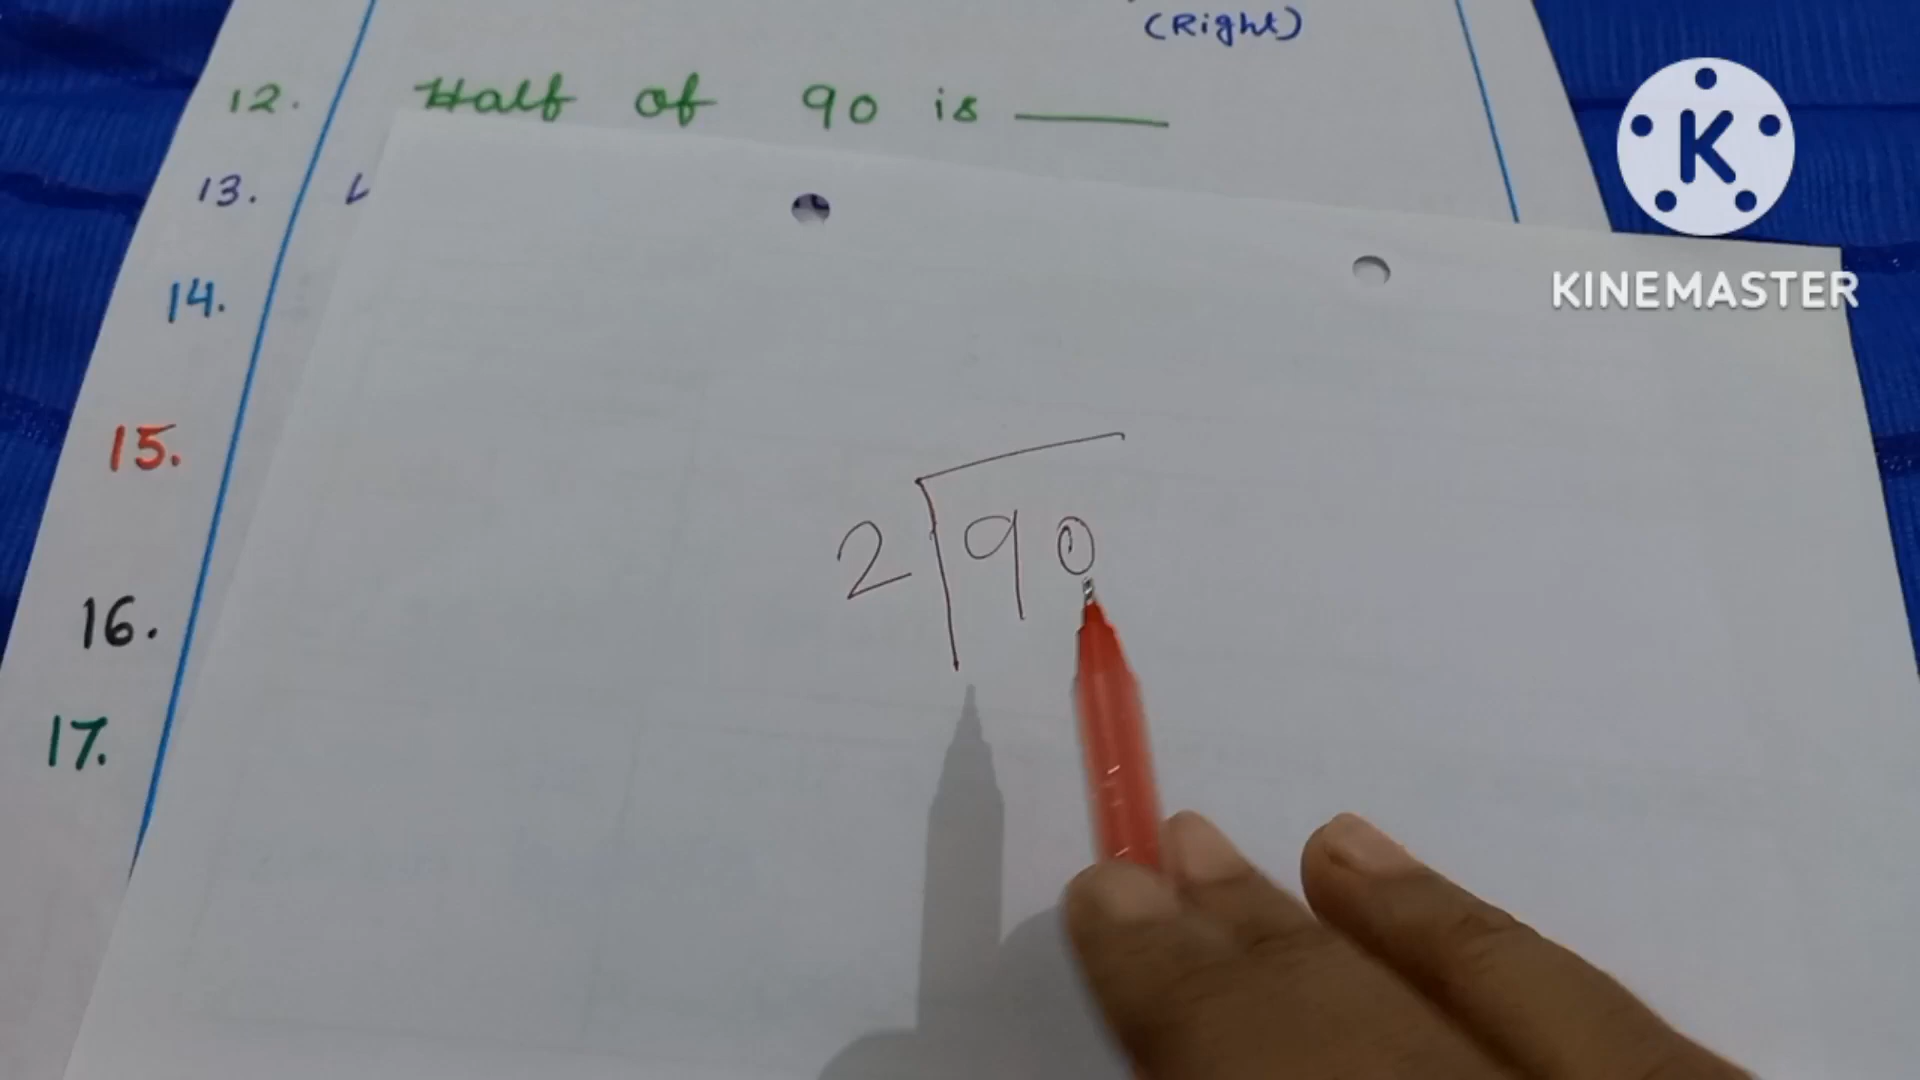 (Right)
12. Half of 90 is ____
13. L
14.
15.
16.
17.
2 90
K
KINEMASTER